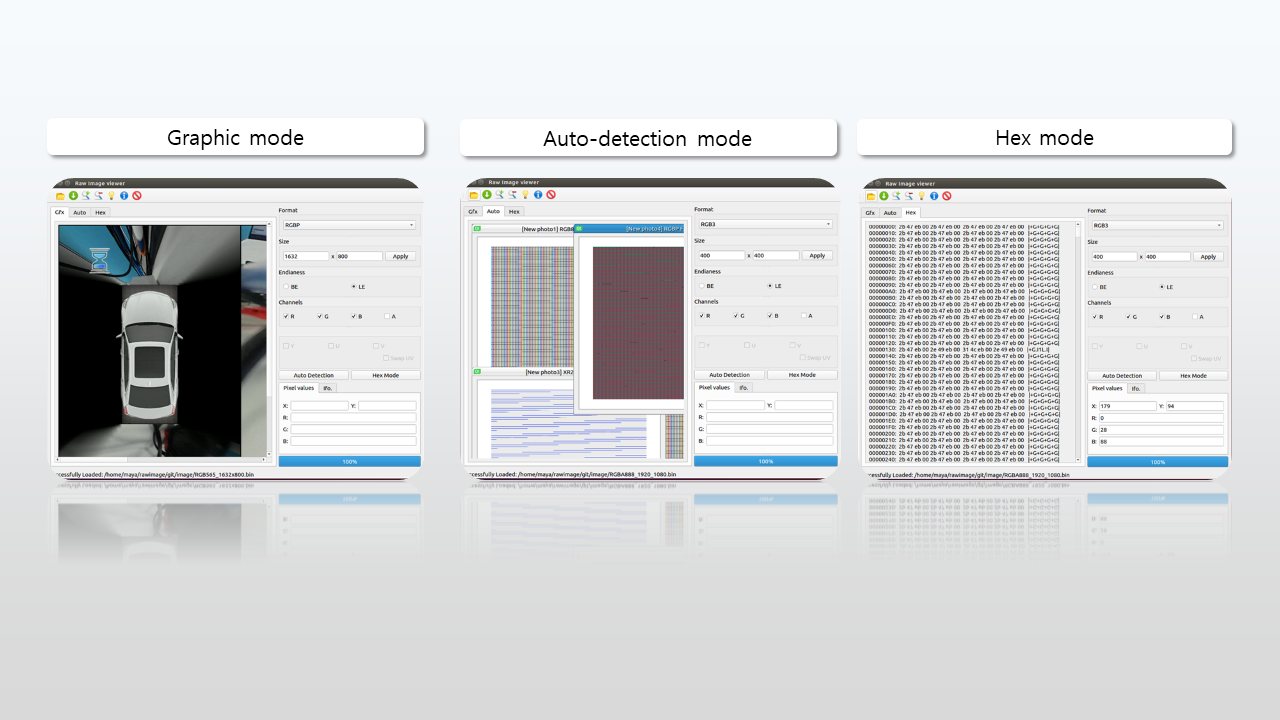 Graphic mode
Raw image viewer
Gfx Auto Hex
Format
RGBP
Size
1632 x 800 Apply
Endianess
BE LE
Channels
R G B A
Y U V
Swap UV
Auto Detection Hex Mode
Pixel values Ifo.
X: Y:
R:
G:
B:
100%
ccessfully Loaded: /home/maya/rawimage/git/image/RGB565_1632x800.bin
Auto-detection mode
Raw image viewer
Gfx Auto Hex
[New photo1] RGB
[New photo4] RGBP
[New photo3] XR2
Format
RGB3
Size
400 x 400 Apply
Endianess
BE LE
Channels
R G B A
Y U V
Swap UV
Auto Detection Hex Mode
Pixel values Ifo.
X: Y:
R:
G:
B:
100%
ccessfully Loaded: /home/maya/rawimage/git/image/RGBA888_1920_1080.bin
Hex mode
Raw image viewer
Gfx Auto Hex
00000000: 2b 47 eb 00 2b 47 eb 00 2b 47 eb 00 2b 47 eb 00 |+G+G+G+G|
00000010: 2b 47 eb 00 2b 47 eb 00 2b 47 eb 00 2b 47 eb 00 |+G+G+G+G|
00000020: 2b 47 eb 00 2b 47 eb 00 2b 47 eb 00 2b 47 eb 00 |+G+G+G+G|
00000030: 2b 47 eb 00 2b 47 eb 00 2b 47 eb 00 2b 47 eb 00 |+G+G+G+G|
00000040: 2b 47 eb 00 2b 47 eb 00 2b 47 eb 00 2b 47 eb 00 |+G+G+G+G|
00000050: 2b 47 eb 00 2b 47 eb 00 2b 47 eb 00 2b 47 eb 00 |+G+G+G+G|
00000060: 2b 47 eb 00 2b 47 eb 00 2b 47 eb 00 2b 47 eb 00 |+G+G+G+G|
00000070: 2b 47 eb 00 2b 47 eb 00 2b 47 eb 00 2b 47 eb 00 |+G+G+G+G|
00000080: 2b 47 eb 00 2b 47 eb 00 2b 47 eb 00 2b 47 eb 00 |+G+G+G+G|
00000090: 2b 47 eb 00 2b 47 eb 00 2b 47 eb 00 2b 47 eb 00 |+G+G+G+G|
000000A0: 2b 47 eb 00 2b 47 eb 00 2b 47 eb 00 2b 47 eb 00 |+G+G+G+G|
000000B0: 2b 47 eb 00 2b 47 eb 00 2b 47 eb 00 2b 47 eb 00 |+G+G+G+G|
000000C0: 2b 47 eb 00 2b 47 eb 00 2b 47 eb 00 2b 47 eb 00 |+G+G+G+G|
000000D0: 2b 47 eb 00 2b 47 eb 00 2b 47 eb 00 2b 47 eb 00 |+G+G+G+G|
000000E0: 2b 47 eb 00 2b 47 eb 00 2b 47 eb 00 2b 47 eb 00 |+G+G+G+G|
000000F0: 2b 47 eb 00 2b 47 eb 00 2b 47 eb 00 2b 47 eb 00 |+G+G+G+G|
00000100: 2b 47 eb 00 2b 47 eb 00 2b 47 eb 00 2b 47 eb 00 |+G+G+G+G|
00000110: 2b 47 eb 00 2b 47 eb 00 2b 47 eb 00 2b 47 eb 00 |+G+G+G+G|
00000120: 2b 47 eb 00 2b 47 eb 00 2b 47 eb 00 2b 47 eb 00 |+G+G+G+G|
00000130: 2b 47 eb 00 2e 49 eb 00 31 4c eb 00 2e 49 eb 00 |+G.I1L.I|
00000140: 2b 47 eb 00 2b 47 eb 00 2b 47 eb 00 2b 47 eb 00 |+G+G+G+G|
00000150: 2b 47 eb 00 2b 47 eb 00 2b 47 eb 00 2b 47 eb 00 |+G+G+G+G|
00000160: 2b 47 eb 00 2b 47 eb 00 2b 47 eb 00 2b 47 eb 00 |+G+G+G+G|
00000170: 2b 47 eb 00 2b 47 eb 00 2b 47 eb 00 2b 47 eb 00 |+G+G+G+G|
00000180: 2b 47 eb 00 2b 47 eb 00 2b 47 eb 00 2b 47 eb 00 |+G+G+G+G|
00000190: 2b 47 eb 00 2b 47 eb 00 2b 47 eb 00 2b 47 eb 00 |+G+G+G+G|
000001A0: 2b 47 eb 00 2b 47 eb 00 2b 47 eb 00 2b 47 eb 00 |+G+G+G+G|
000001B0: 2b 47 eb 00 2b 47 eb 00 2b 47 eb 00 2b 47 eb 00 |+G+G+G+G|
000001C0: 2b 47 eb 00 2b 47 eb 00 2b 47 eb 00 2b 47 eb 00 |+G+G+G+G|
000001D0: 2b 47 eb 00 2b 47 eb 00 2b 47 eb 00 2b 47 eb 00 |+G+G+G+G|
000001E0: 2b 47 eb 00 2b 47 eb 00 2b 47 eb 00 2b 47 eb 00 |+G+G+G+G|
000001F0: 2b 47 eb 00 2b 47 eb 00 2b 47 eb 00 2b 47 eb 00 |+G+G+G+G|
00000200: 2b 47 eb 00 2b 47 eb 00 2b 47 eb 00 2b 47 eb 00 |+G+G+G+G|
00000210: 2b 47 eb 00 2b 47 eb 00 2b 47 eb 00 2b 47 eb 00 |+G+G+G+G|
00000220: 2b 47 eb 00 2b 47 eb 00 2b 47 eb 00 2b 47 eb 00 |+G+G+G+G|
00000230: 2b 47 eb 00 2b 47 eb 00 2b 47 eb 00 2b 47 eb 00 |+G+G+G+G|
00000240: 2b 47 eb 00 2b 47 eb 00 2b 47 eb 00 2b 47 eb 00 |+G+G+G+G|
Format
RGB3
Size
400 x 400 Apply
Endianess
BE LE
Channels
R G B A
Y U V
Swap UV
Auto Detection Hex Mode
Pixel values Ifo.
X: 179 Y: 94
R: 0
G: 28
B: 88
100%
ccessfully Loaded: /home/maya/rawimage/git/image/RGBA888_1920_1080.bin